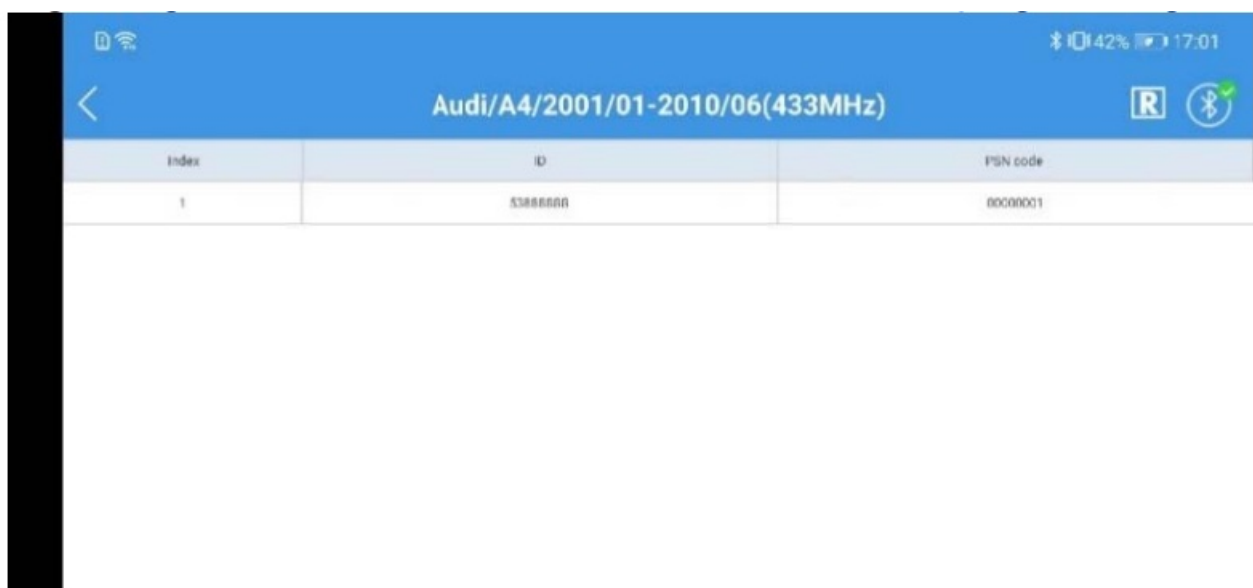 42% 17:01
Audi/A4/2001/01-2010/06(433MHz) R
Index ID PSN code
1 53888888 00000001